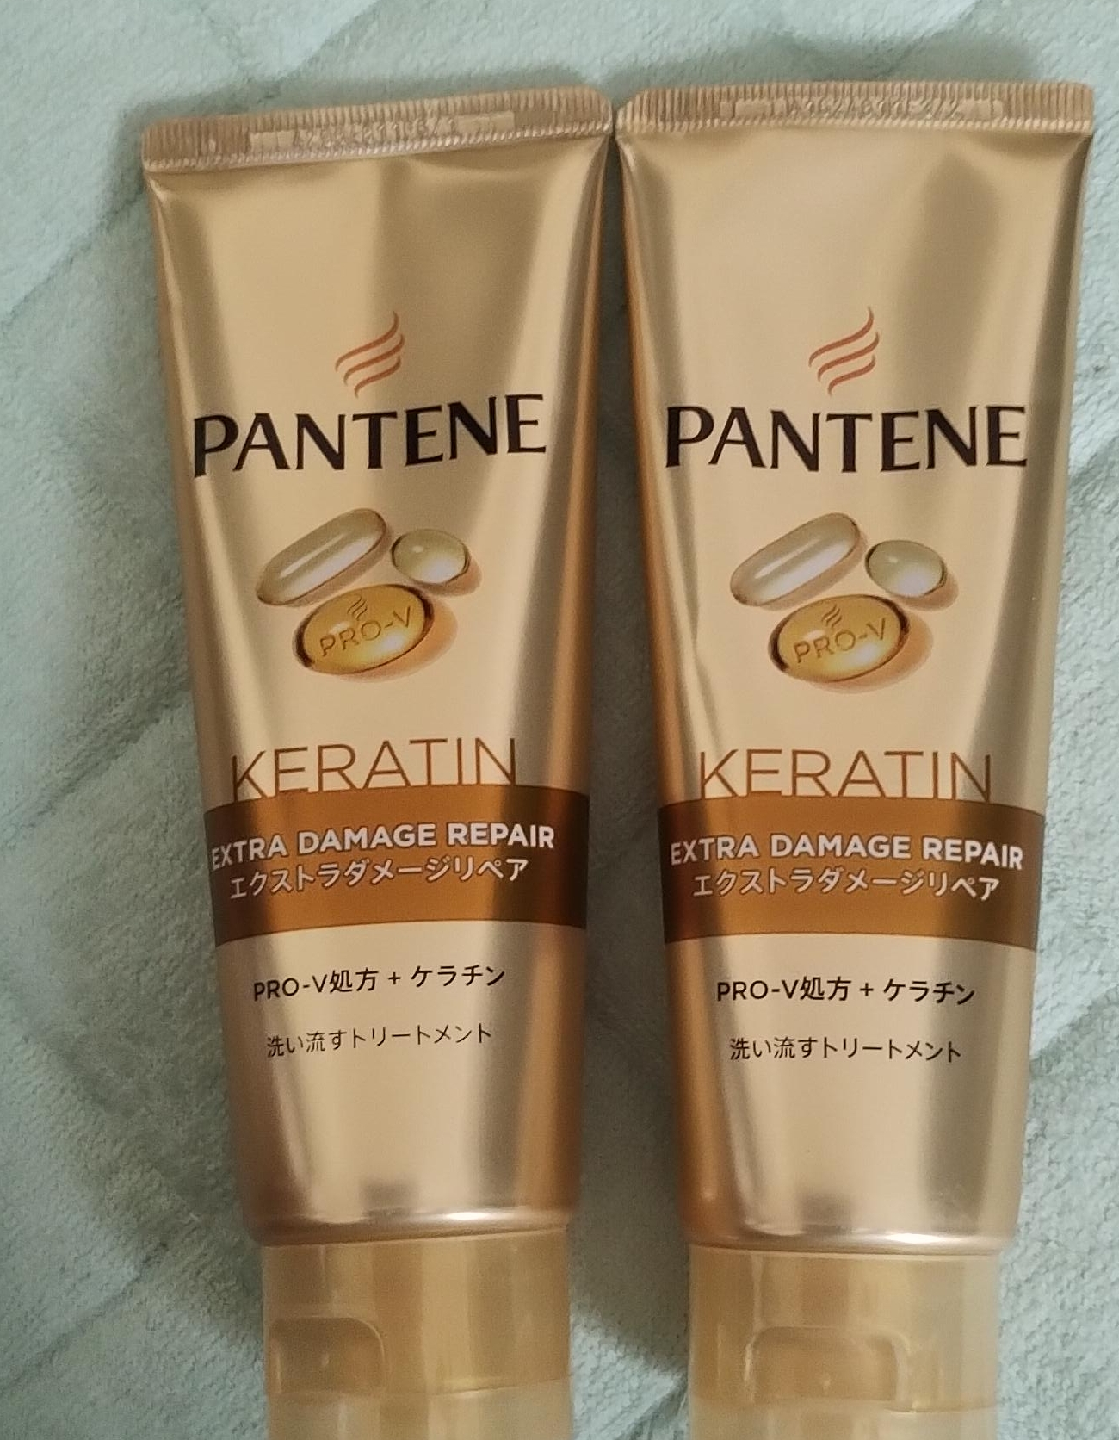 PANTENE
PRO-V
KERATIN
EXTRA DAMAGE REPAIR
エクストラダメージリペア
PRO-V処方 + ケラチン
洗い流すトリートメント
PANTENE
PRO-V
KERATIN
EXTRA DAMAGE REPAIR
エクストラダメージリペア
PRO-V処方 + ケラチン
洗い流すトリートメント